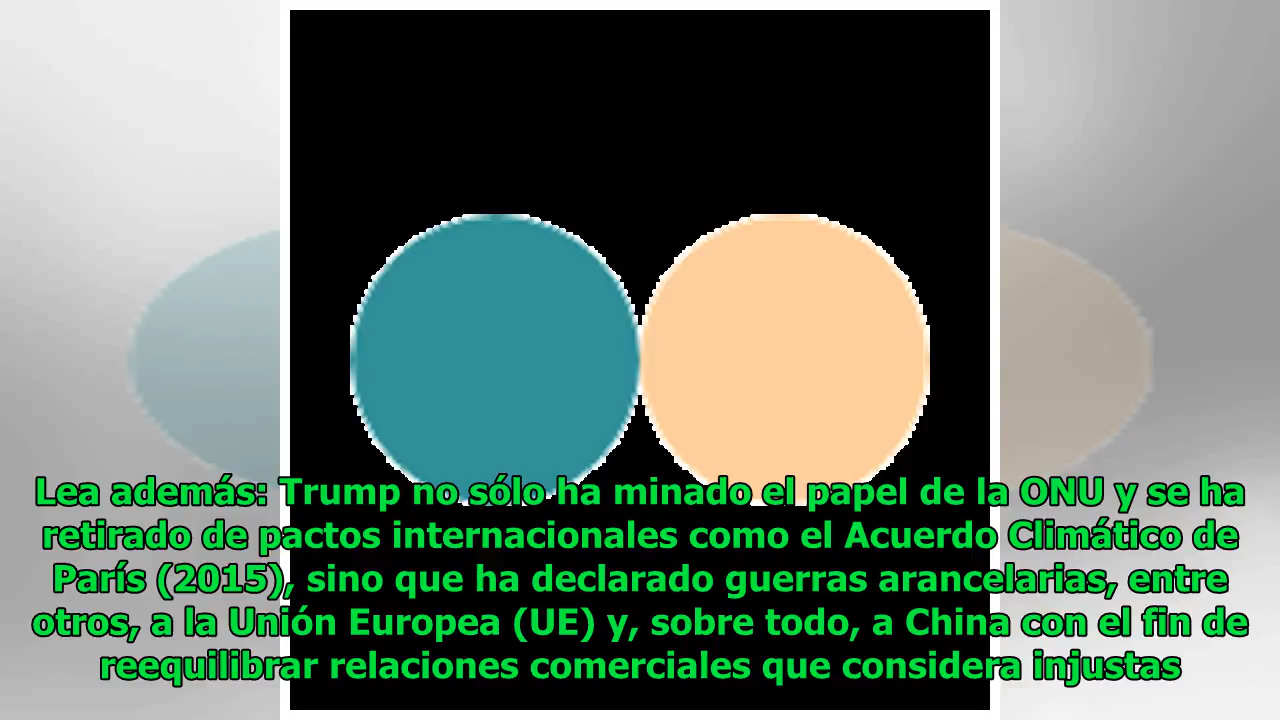 Lea además: Trump no sólo ha minado el papel de la ONU y se ha
retirado de pactos internacionales como el Acuerdo Climático de
París (2015), sino que ha declarado guerras arancelarias, entre
otros, a la Unión Europea (UE) y, sobre todo, a China con el fin de
reequilibrar relaciones comerciales que considera injustas